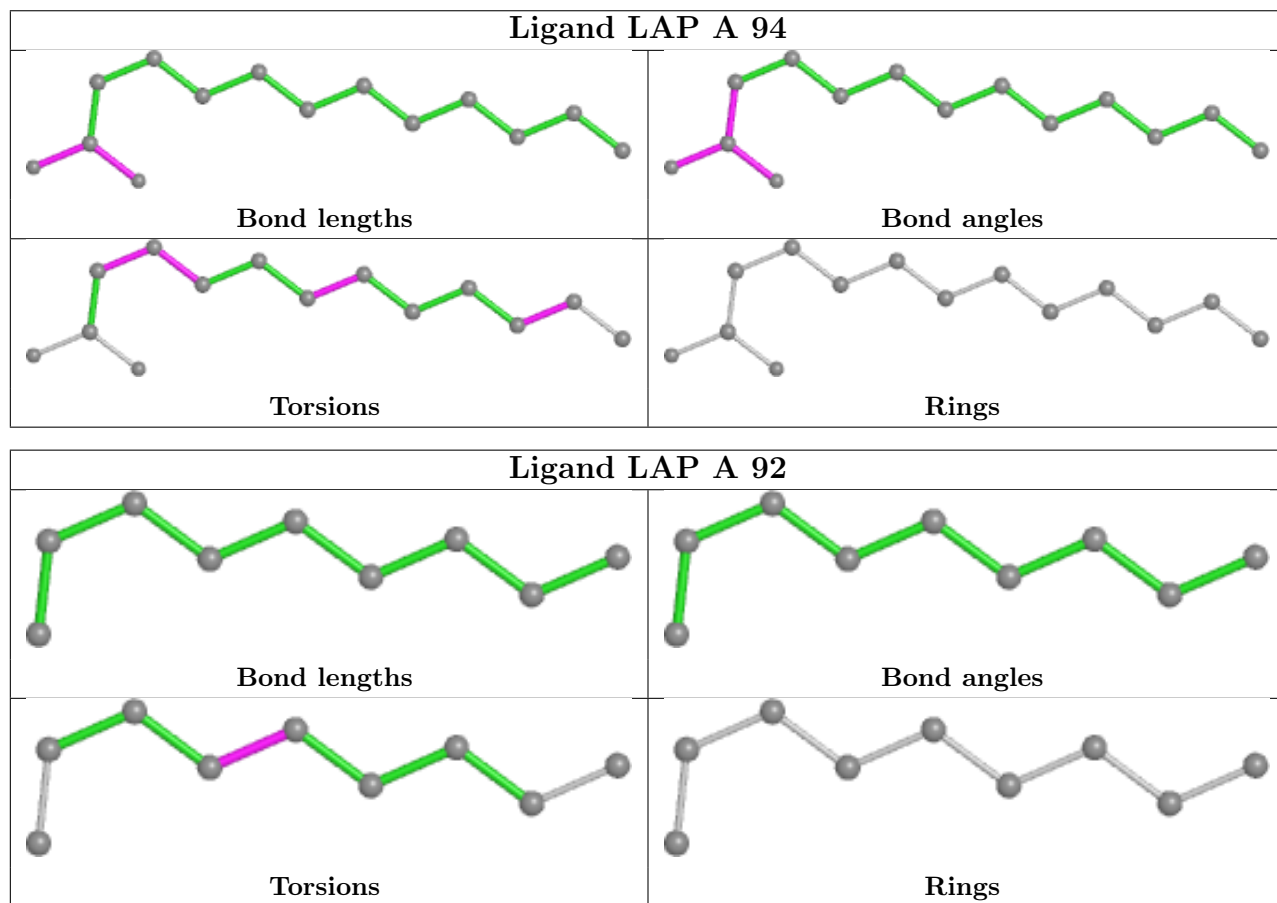 Ligand LAP A 94
Bond lengths
Bond angles
Torsions
Rings
Ligand LAP A 92
Bond lengths
Bond angles
Torsions
Rings